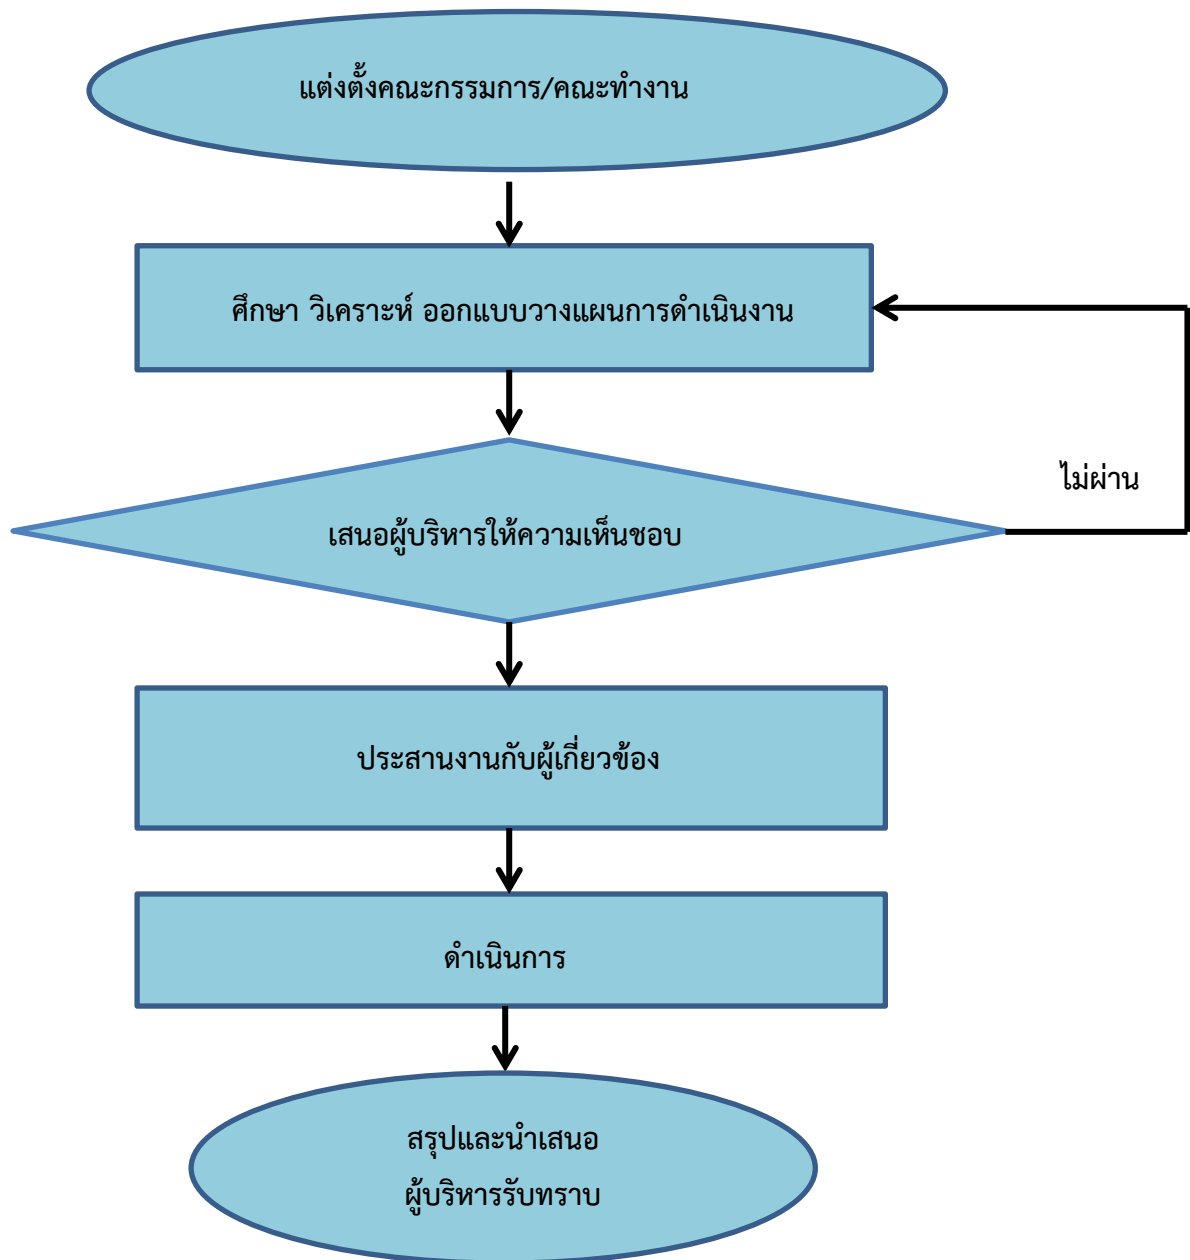 แต่งตั้งคณะกรรมการ/คณะทำงาน
ศึกษา วิเคราะห์ ออกแบบวางแผนการดำเนินงาน
ไม่ผ่าน
เสนอผู้บริหารให้ความเห็นชอบ
ประสานงานกับผู้เกี่ยวข้อง
ดำเนินการ
สรุปและนำเสนอ
ผู้บริหารรับทราบ